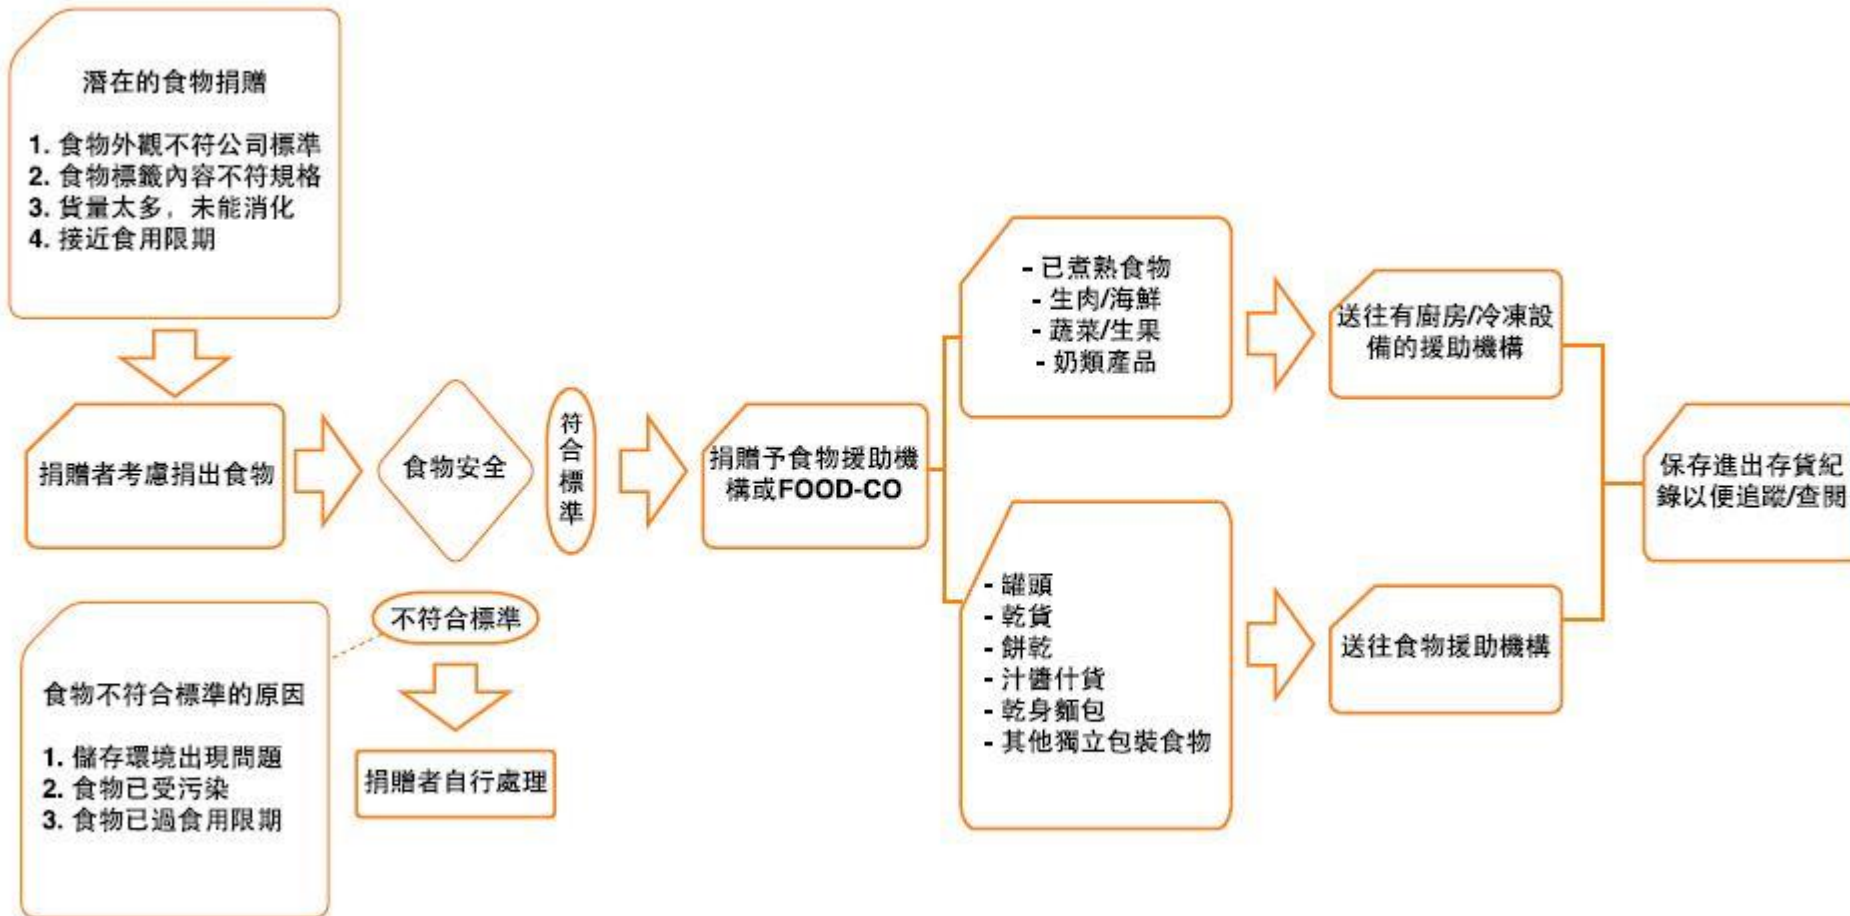 潛在的食物捐贈
1. 食物外觀不符公司標準
2. 食物標籤內容不符規格
3. 貨量太多，未能消化
4. 接近食用限期
捐贈者考慮捐出食物
食物安全
符合標準
不符合標準
食物不符合標準的原因
1. 儲存環境出現問題
2. 食物已受污染
3. 食物已過食用限期
捐贈者自行處理
捐贈予食物援助機
構或FOOD-CO
- 已煮熟食物
- 生肉/海鮮
- 蔬菜/生果
- 奶類產品
送往有廚房/冷凍設
備的援助機構
- 罐頭
- 乾貨
- 餅乾
- 汁醬什貨
- 乾身麵包
- 其他獨立包裝食物
送往食物援助機構
保存進出存貨紀
錄以便追蹤/查閱